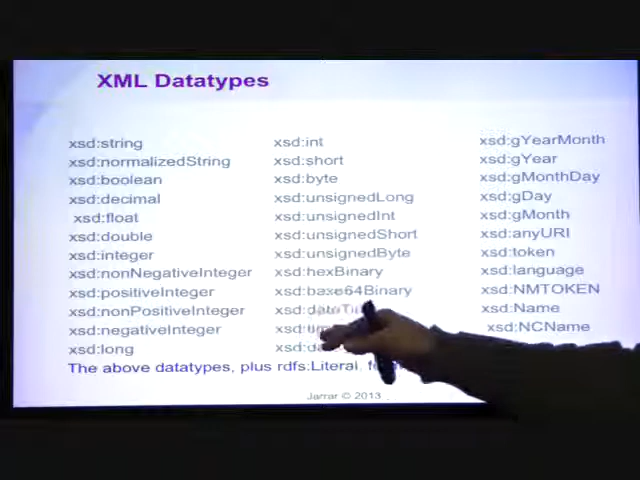 XML Datatypes
xsd:string
xsd:normalizedString
xsd:boolean
xsd:decimal
xsd:float
xsd:double
xsd:integer
xsd:nonNegativeInteger
xsd:positiveInteger
xsd:nonPositiveInteger
xsd:negativeInteger
xsd:long
xsd:int
xsd:short
xsd:byte
xsd:unsignedLong
xsd:unsignedInt
xsd:unsignedShort
xsd:unsignedByte
xsd:hexBinary
xsd:base64Binary
xsd:
xsd:
xsd:
xsd:gYearMonth
xsd:gYear
xsd:gMonthDay
xsd:gDay
xsd:gMonth
xsd:anyURI
xsd:token
xsd:language
xsd:NMTOKEN
xsd:Name
xsd:NCName
The above datatypes, plus rdfs:Literal,
Jarrar © 2013